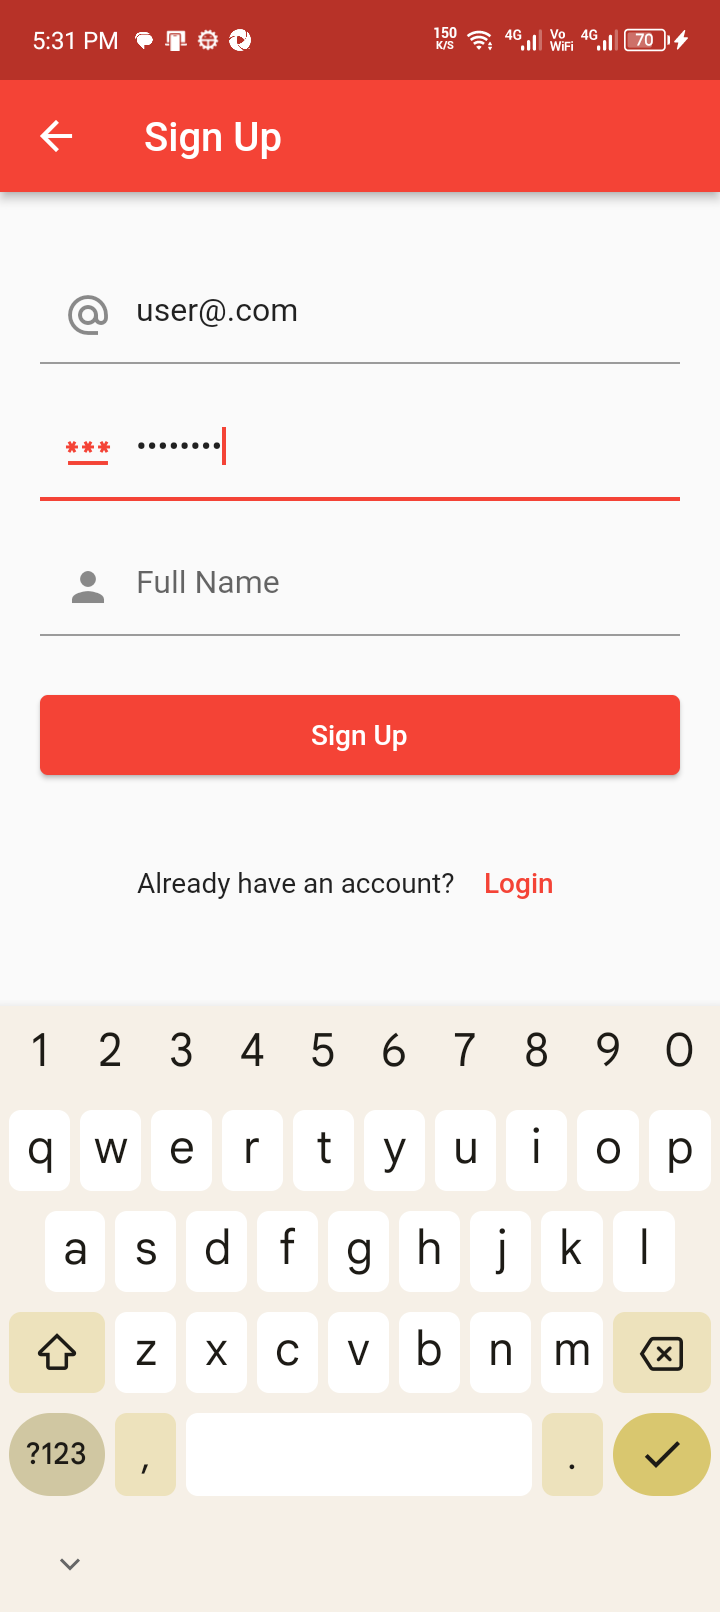 5:31 PM 150 K/S 4G Vo WiFi 4G 70
Sign Up
user@.com
••••••••
Full Name
Sign Up
Already have an account? Login
1 2 3 4 5 6 7 8 9 0
q w e r t y u i o p
a s d f g h j k l
z x c v b n m
?123 , .